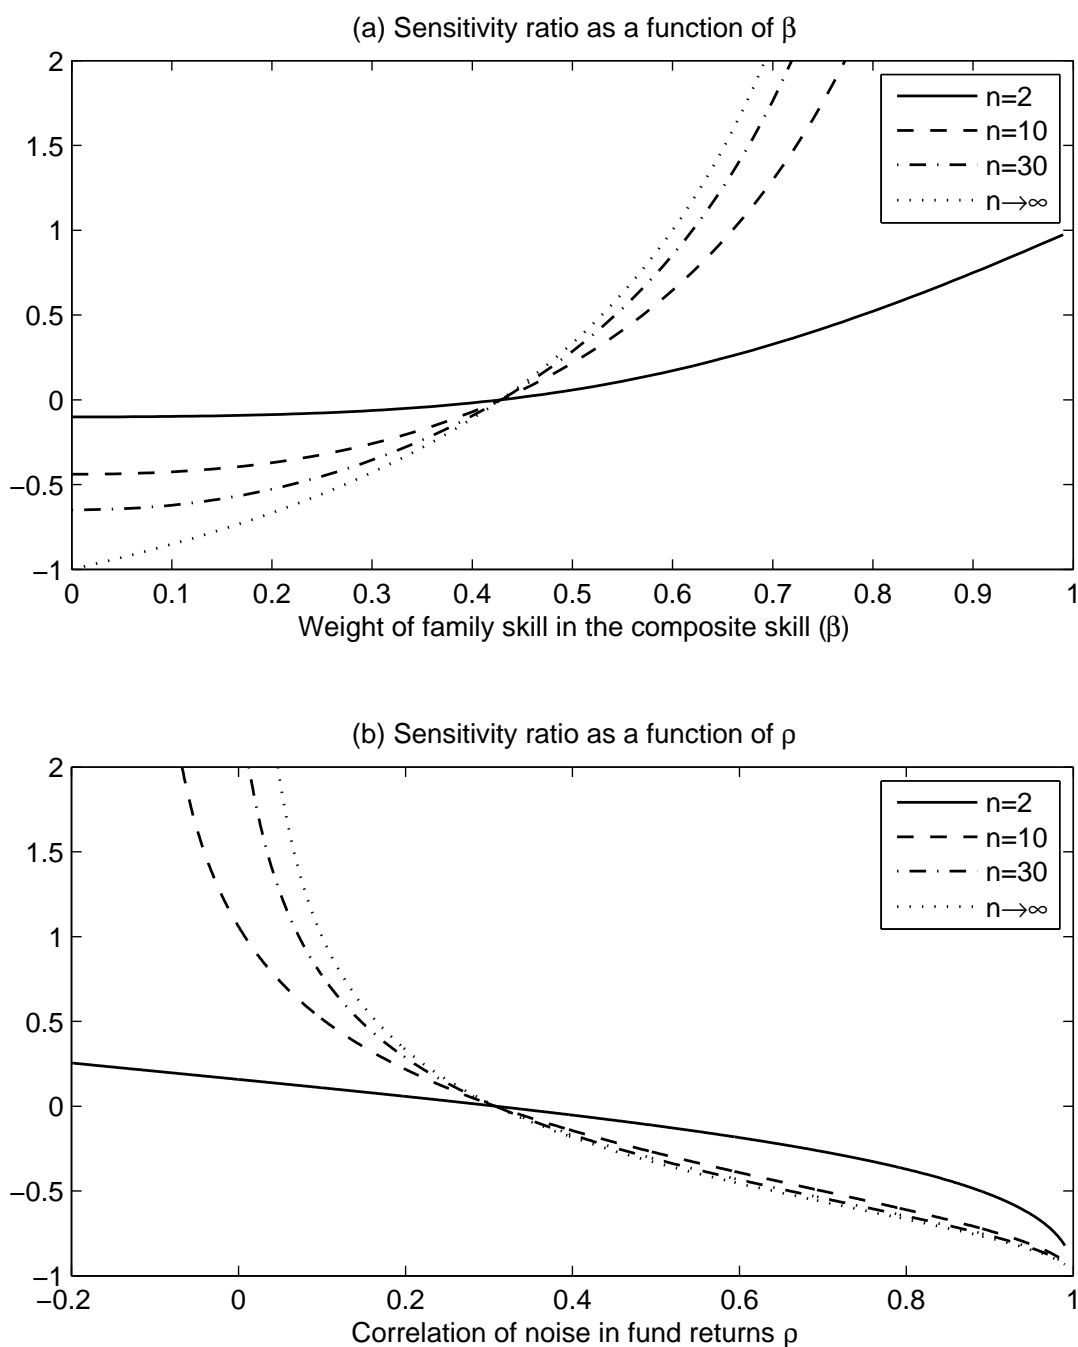 (a) Sensitivity ratio as a function of β
2
1.5
1
0.5
0
−0.5
−1
n=2
n=10
n=30
n→∞
0 0.1 0.2 0.3 0.4 0.5 0.6 0.7 0.8 0.9 1
Weight of family skill in the composite skill (β)
(b) Sensitivity ratio as a function of ρ
2
1.5
1
0.5
0
−0.5
−1
n=2
n=10
n=30
n→∞
−0.2 0 0.2 0.4 0.6 0.8 1
Correlation of noise in fund returns ρ